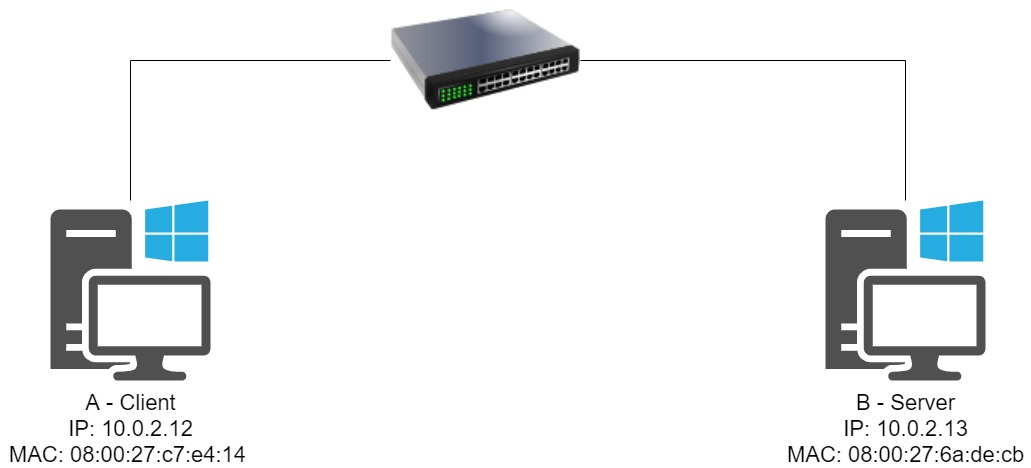 A - Client
IP: 10.0.2.12
MAC: 08:00:27:c7:e4:14
B - Server
IP: 10.0.2.13
MAC: 08:00:27:6a:de:cb